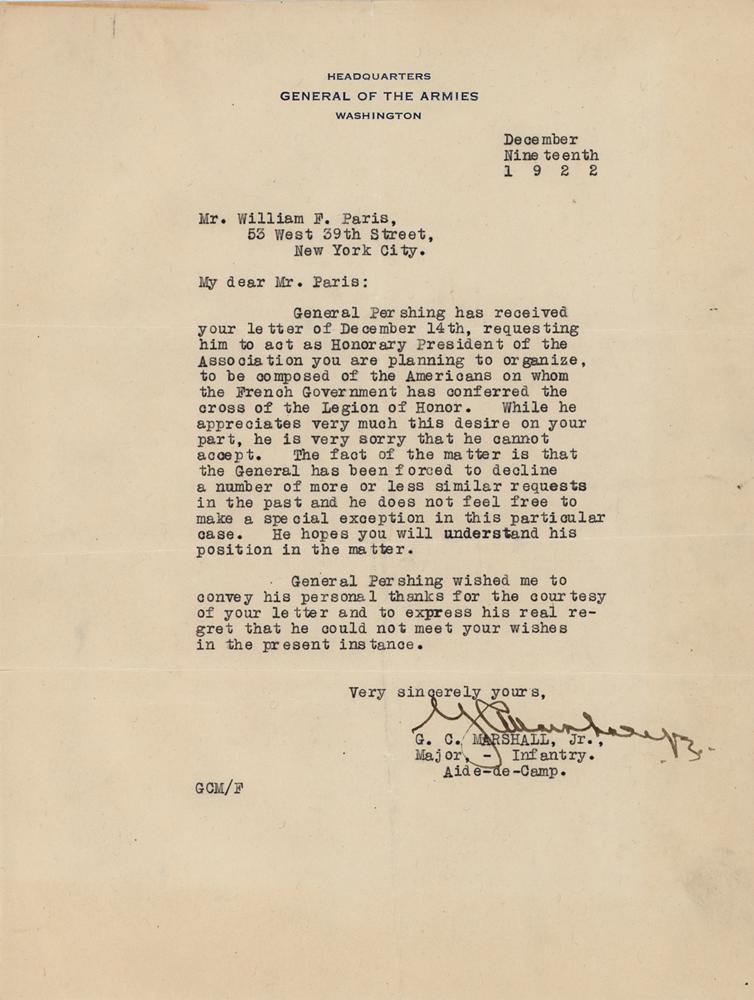 HEADQUARTERS
GENERAL OF THE ARMIES
WASHINGTON
December
Nineteenth
1 9 2 2
Mr. William F. Paris,
53 West 39th Street,
New York City.
My dear Mr. Paris:
General Pershing has received
your letter of December 14th, requesting
him to act as Honorary President of the
Association you are planning to organize,
to be composed of the Americans on whom
the French Government has conferred the
cross of the Legion of Honor. While he
appreciates very much this desire on your
part, he is very sorry that he cannot
accept. The fact of the matter is that
the General has been forced to decline
a number of more or less similar requests
in the past and he does not feel free to
make a special exception in this particular
case. He hopes you will understand his
position in the matter.
General Pershing wished me to
convey his personal thanks for the courtesy
of your letter and to express his real re-
gret that he could not meet your wishes
in the present instance.
Very sincerely yours,
G C Marshall Jr.
G. C. MARSHALL, Jr.,
Major, - Infantry.
Aide-de-Camp.
GCM/F